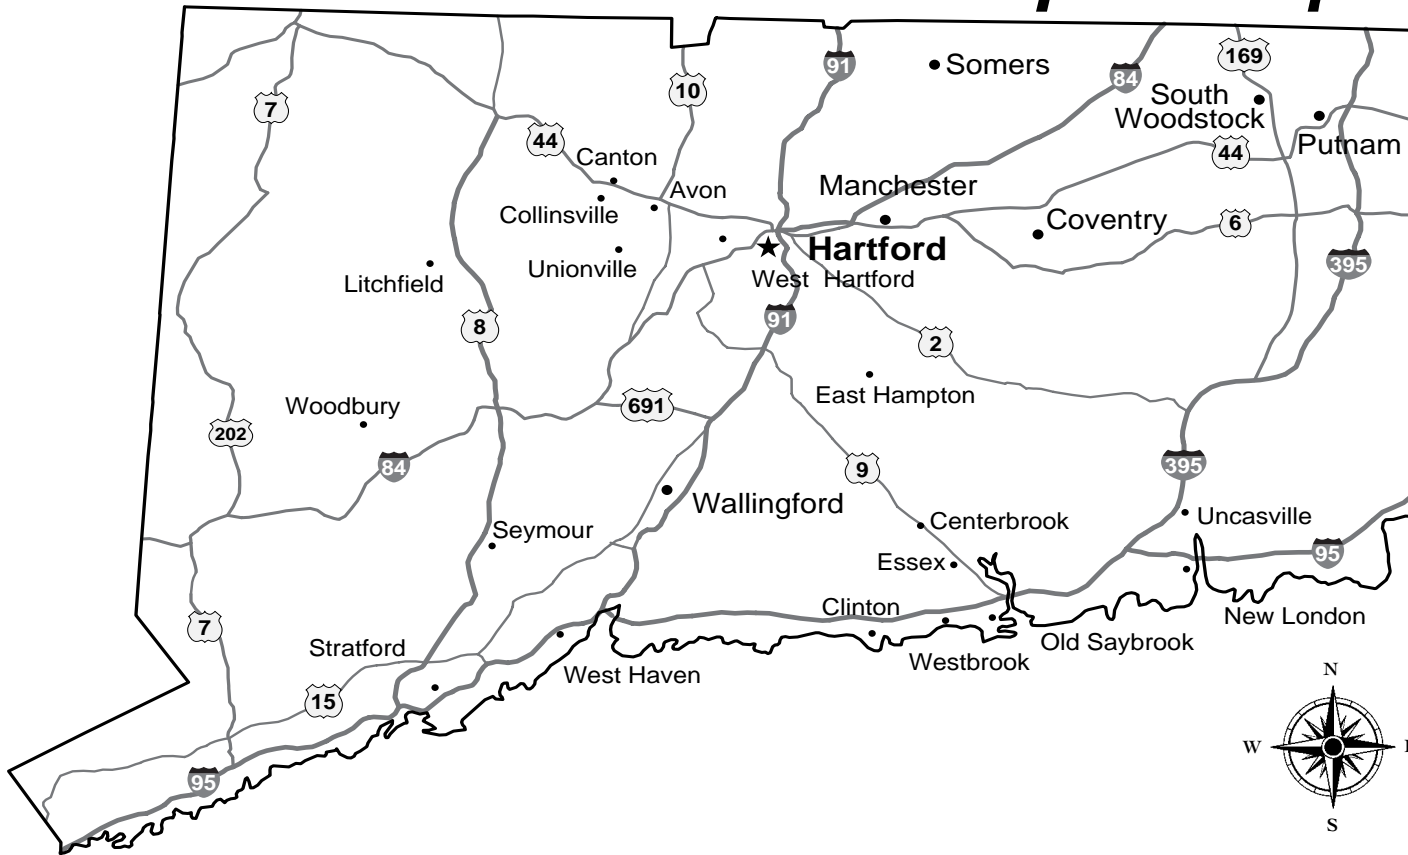 91
Somers
84
169
10
7
South
Woodstock
44
Putnam
44
Canton
Avon
Manchester
Collinsville
Coventry
6
Hartford
Unionville
West Hartford
395
Litchfield
8
91
2
East Hampton
Woodbury
691
202
84
9
395
Wallingford
Centerbrook
Uncasville
Seymour
Essex
95
Clinton
New London
7
Old Saybrook
Stratford
Westbrook
West Haven
N
15
W
95
S